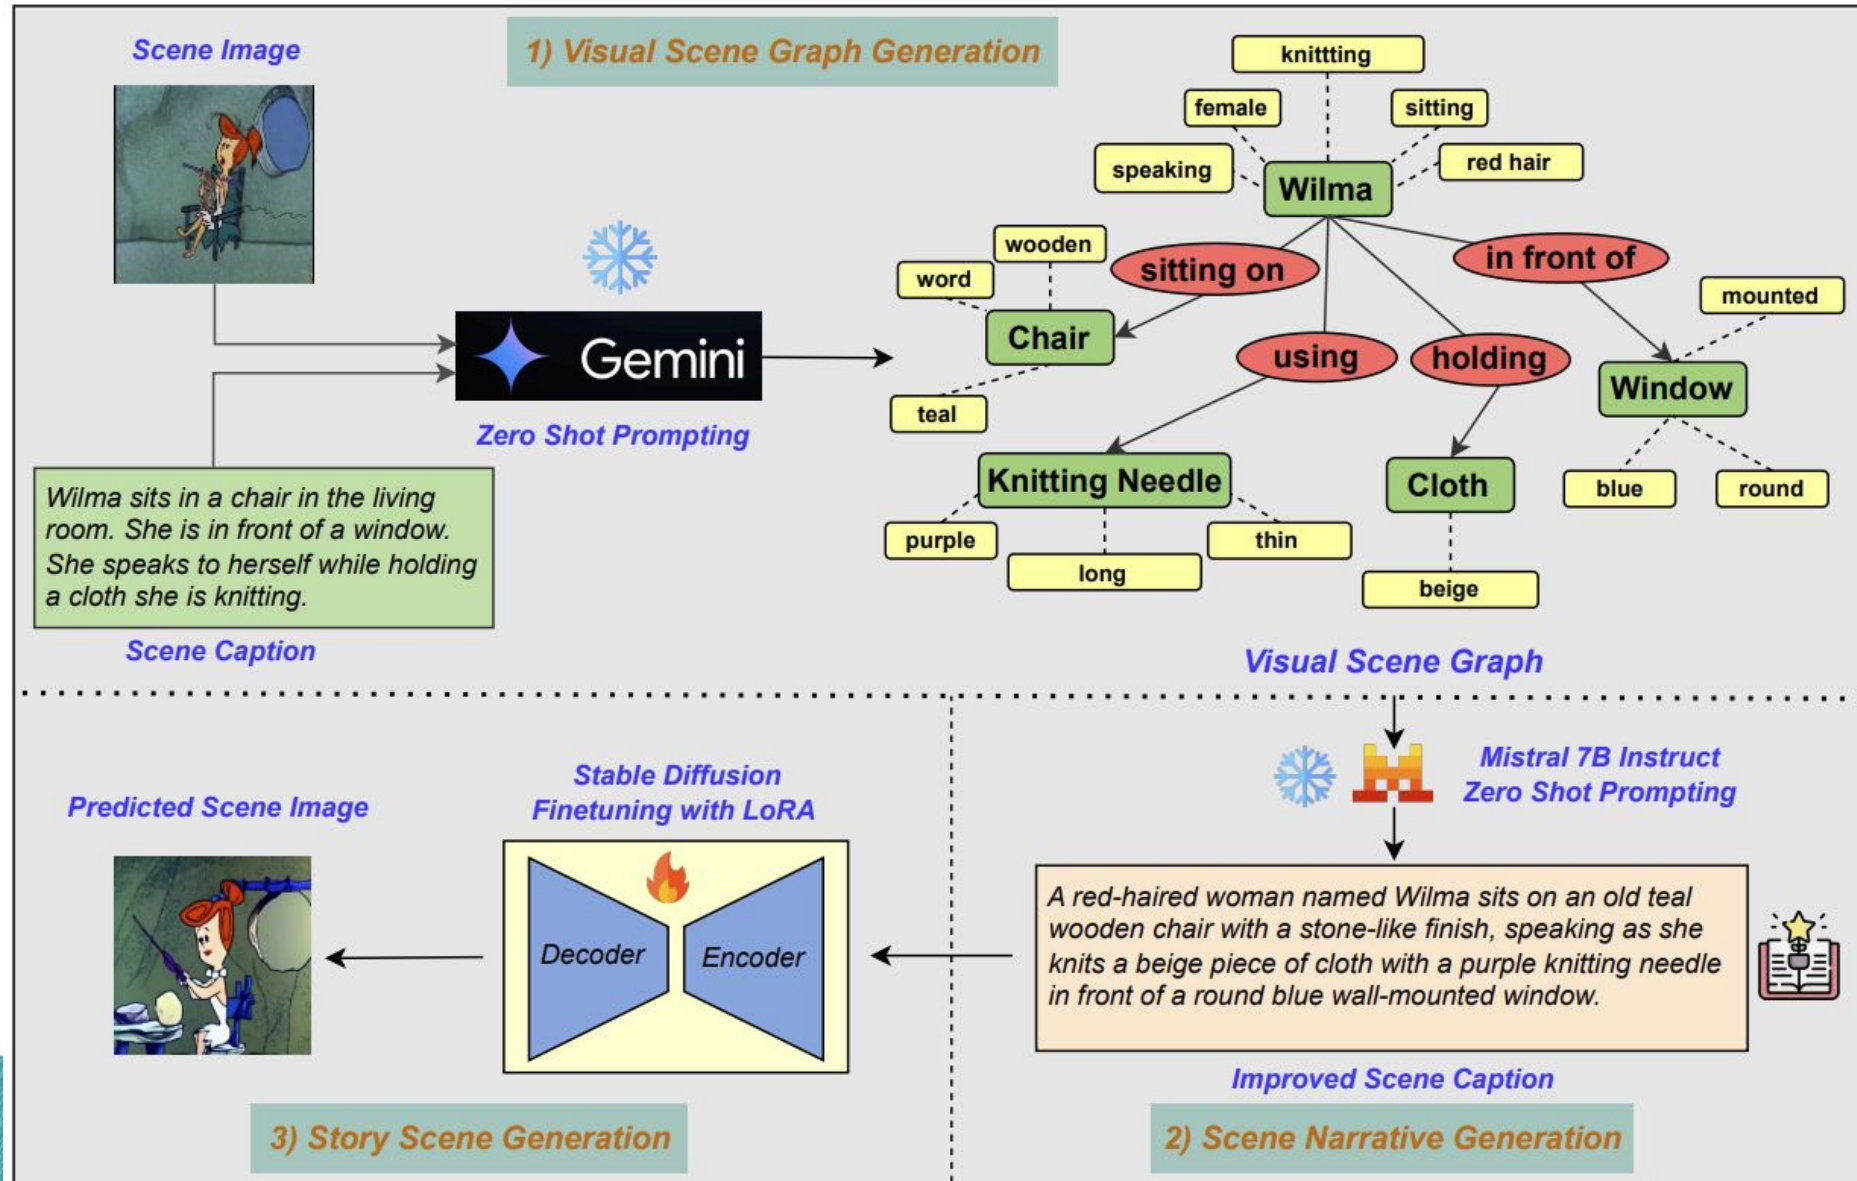 Scene Image
1) Visual Scene Graph Generation
knittting
female
sitting
speaking
red hair
Wilma
wooden
word
sitting on
in front of
mounted
Chair
using
holding
Window
teal
Gemini
Zero Shot Prompting
Knitting Needle
Cloth
blue
round
purple
thin
long
beige
Wilma sits in a chair in the living
room. She is in front of a window.
She speaks to herself while holding
a cloth she is knitting.
Scene Caption
Visual Scene Graph
Mistral 7B Instruct
Zero Shot Prompting
A red-haired woman named Wilma sits on an old teal
wooden chair with a stone-like finish, speaking as she
knits a beige piece of cloth with a purple knitting needle
in front of a round blue wall-mounted window.
Improved Scene Caption
2) Scene Narrative Generation
Stable Diffusion
Finetuning with LoRA
Decoder
Encoder
Predicted Scene Image
3) Story Scene Generation